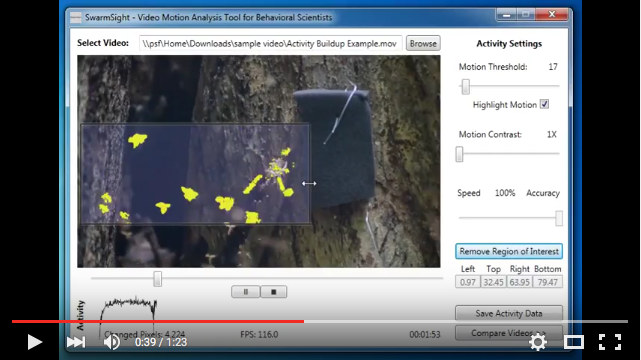 SwarmSight - Video Motion Analysis Tool for Behavioral Scientists
Select Video: \\psf\Home\Downloads\sample video\Activity Buildup Example.mov Browse
Activity Settings
Motion Threshold: 17
Highlight Motion
Motion Contrast: 1X
Speed 100% Accuracy
Remove Region of Interest
Left Top Right Bottom
0.97 32.45 63.95 79.47
Activity
Save Activity Data
Changed Pixels: 4,224 FPS: 116.0 00:01:53
Compare Videos >>
0:39 / 1:23